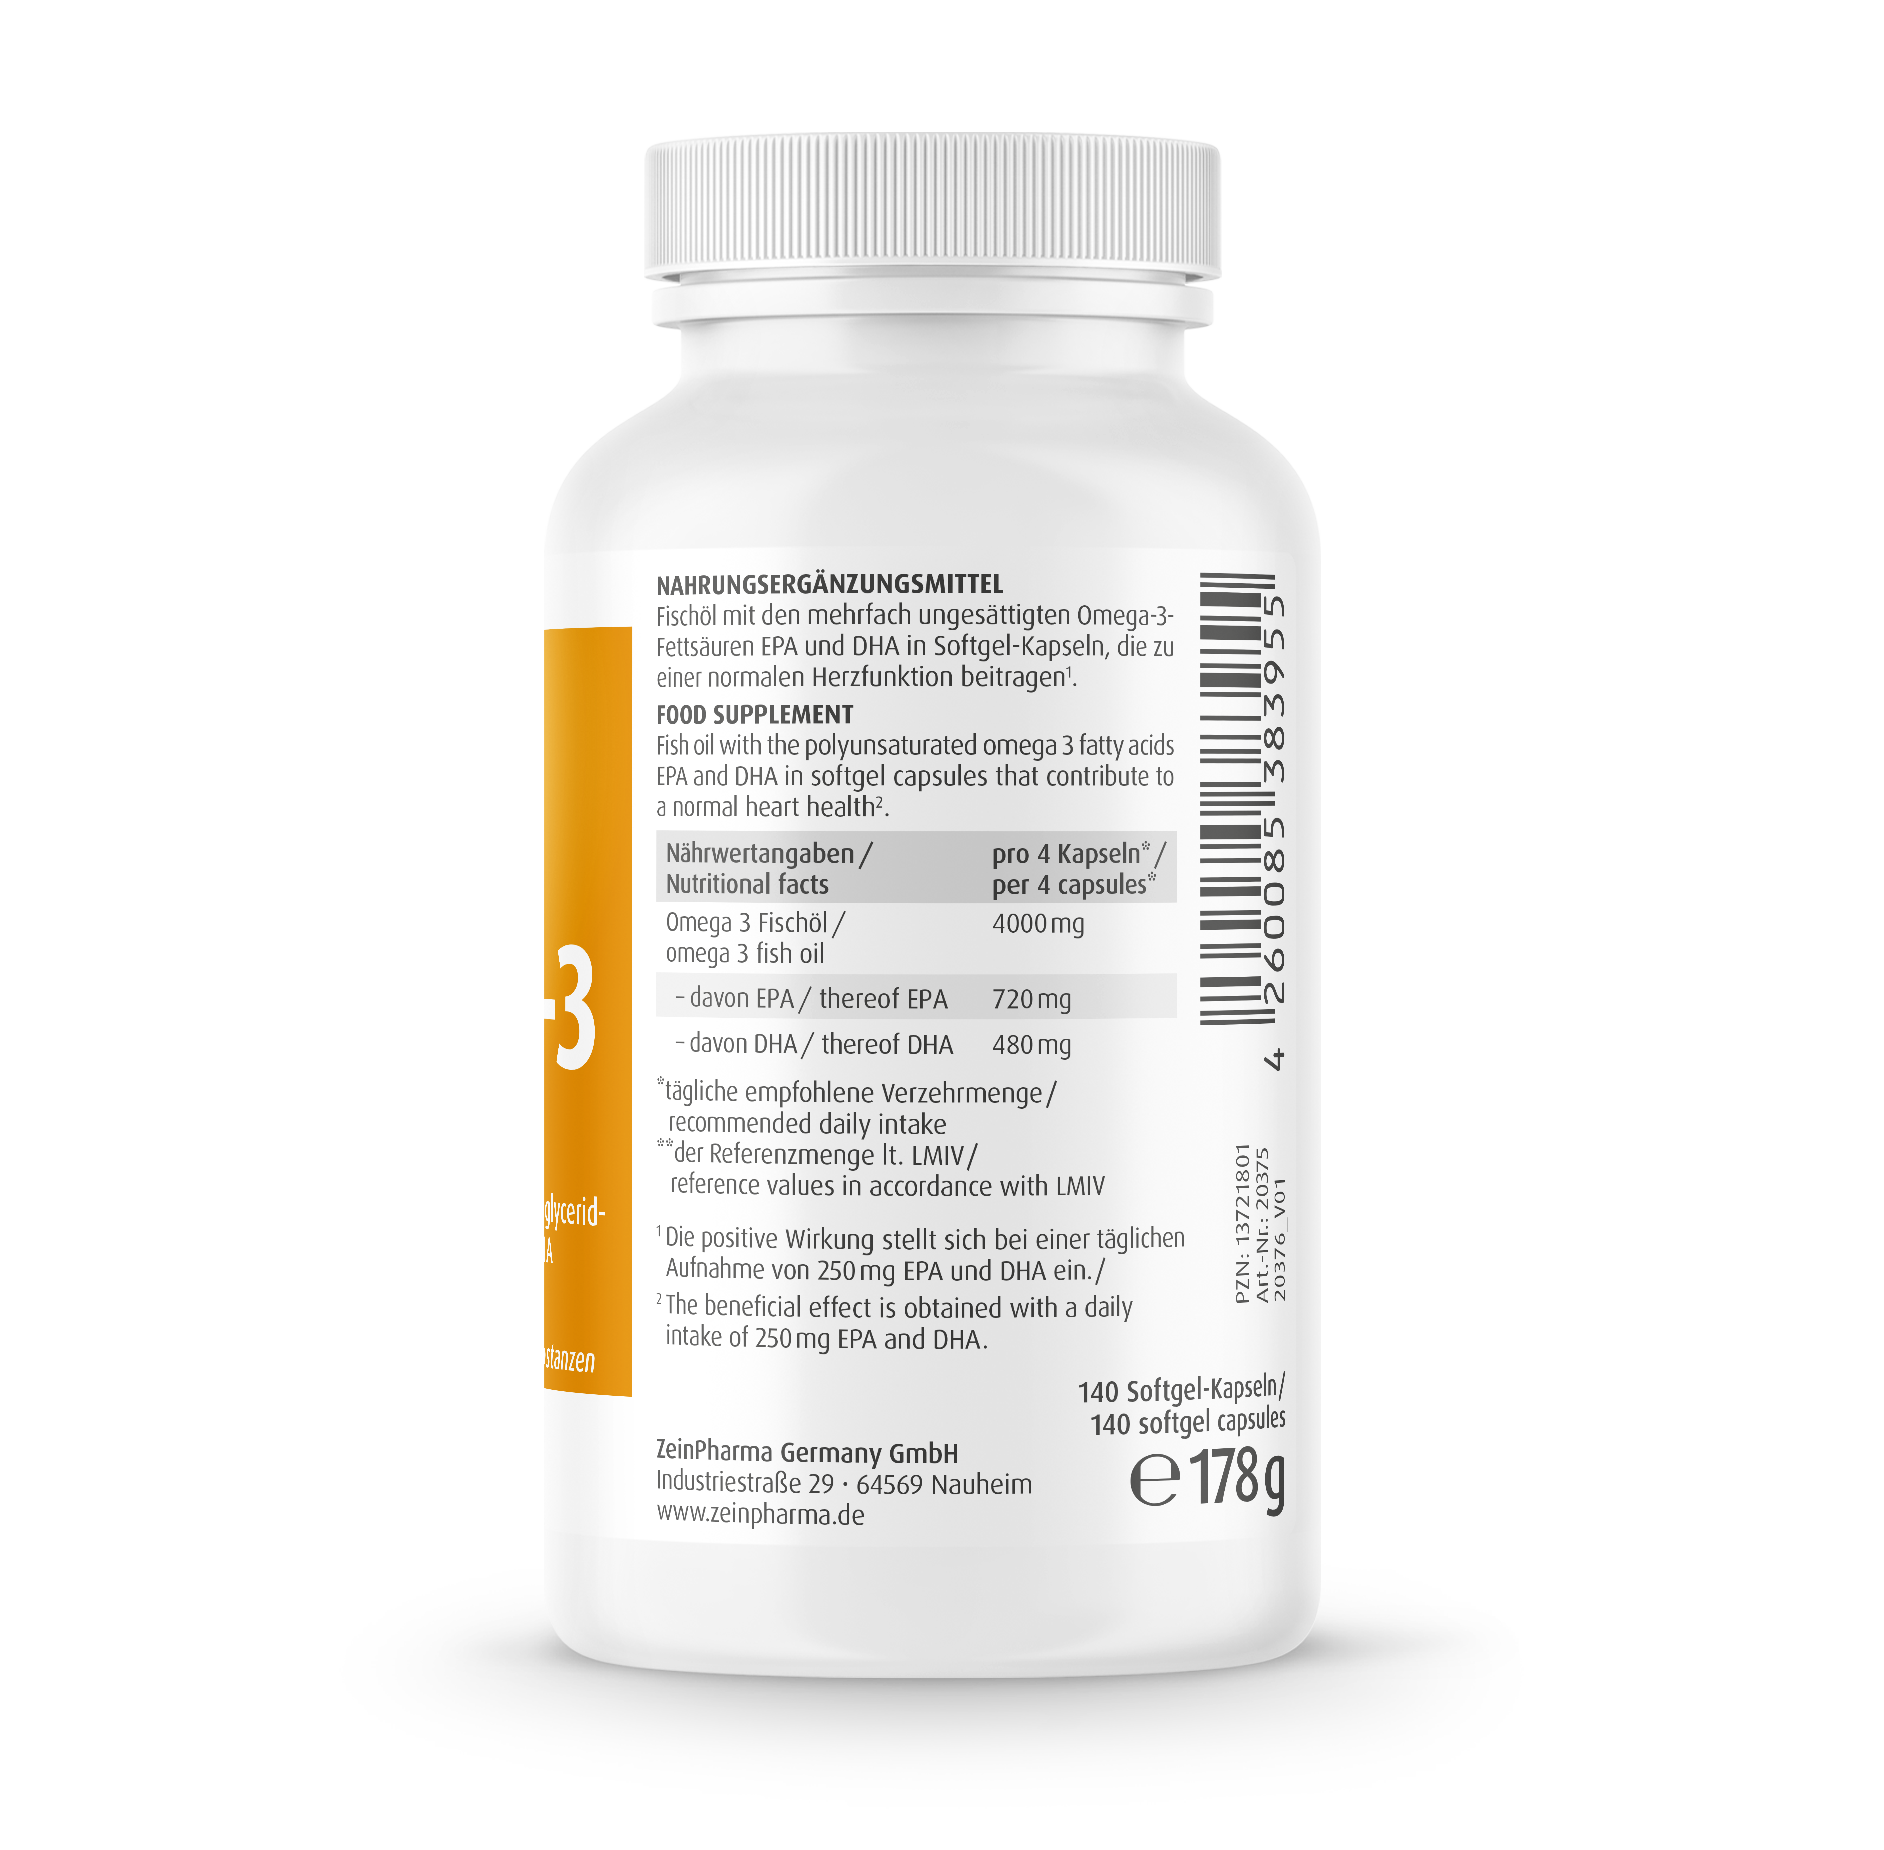 -3
glycerid-
stanzen
NAHRUNGSERGÄNZUNGSMITTEL
Fischöl mit den mehrfach ungesättigten Omega-3-
Fettsäuren EPA und DHA in Softgel-Kapseln, die zu
einer normalen Herzfunktion beitragen¹.
FOOD SUPPLEMENT
Fish oil with the polyunsaturated omega 3 fatty acids
EPA and DHA in softgel capsules that contribute to
a normal heart health².
Nährwertangaben / pro 4 Kapseln* /
Nutritional facts per 4 capsules*
Omega 3 Fischöl / 4000 mg
omega 3 fish oil
– davon EPA / thereof EPA 720 mg
– davon DHA / thereof DHA 480 mg
*tägliche empfohlene Verzehrmenge /
recommended daily intake
**der Referenzmenge lt. LMIV /
reference values in accordance with LMIV
¹ Die positive Wirkung stellt sich bei einer täglichen
Aufnahme von 250 mg EPA und DHA ein. /
² The beneficial effect is obtained with a daily
intake of 250 mg EPA and DHA.
ZeinPharma Germany GmbH
Industriestraße 29 · 64569 Nauheim
www.zeinpharma.de
4 260085 383955
PZN: 13721801
Art.-Nr.: 20375
20376_V01
140 Softgel-Kapseln /
140 softgel capsules
℮ 178 g